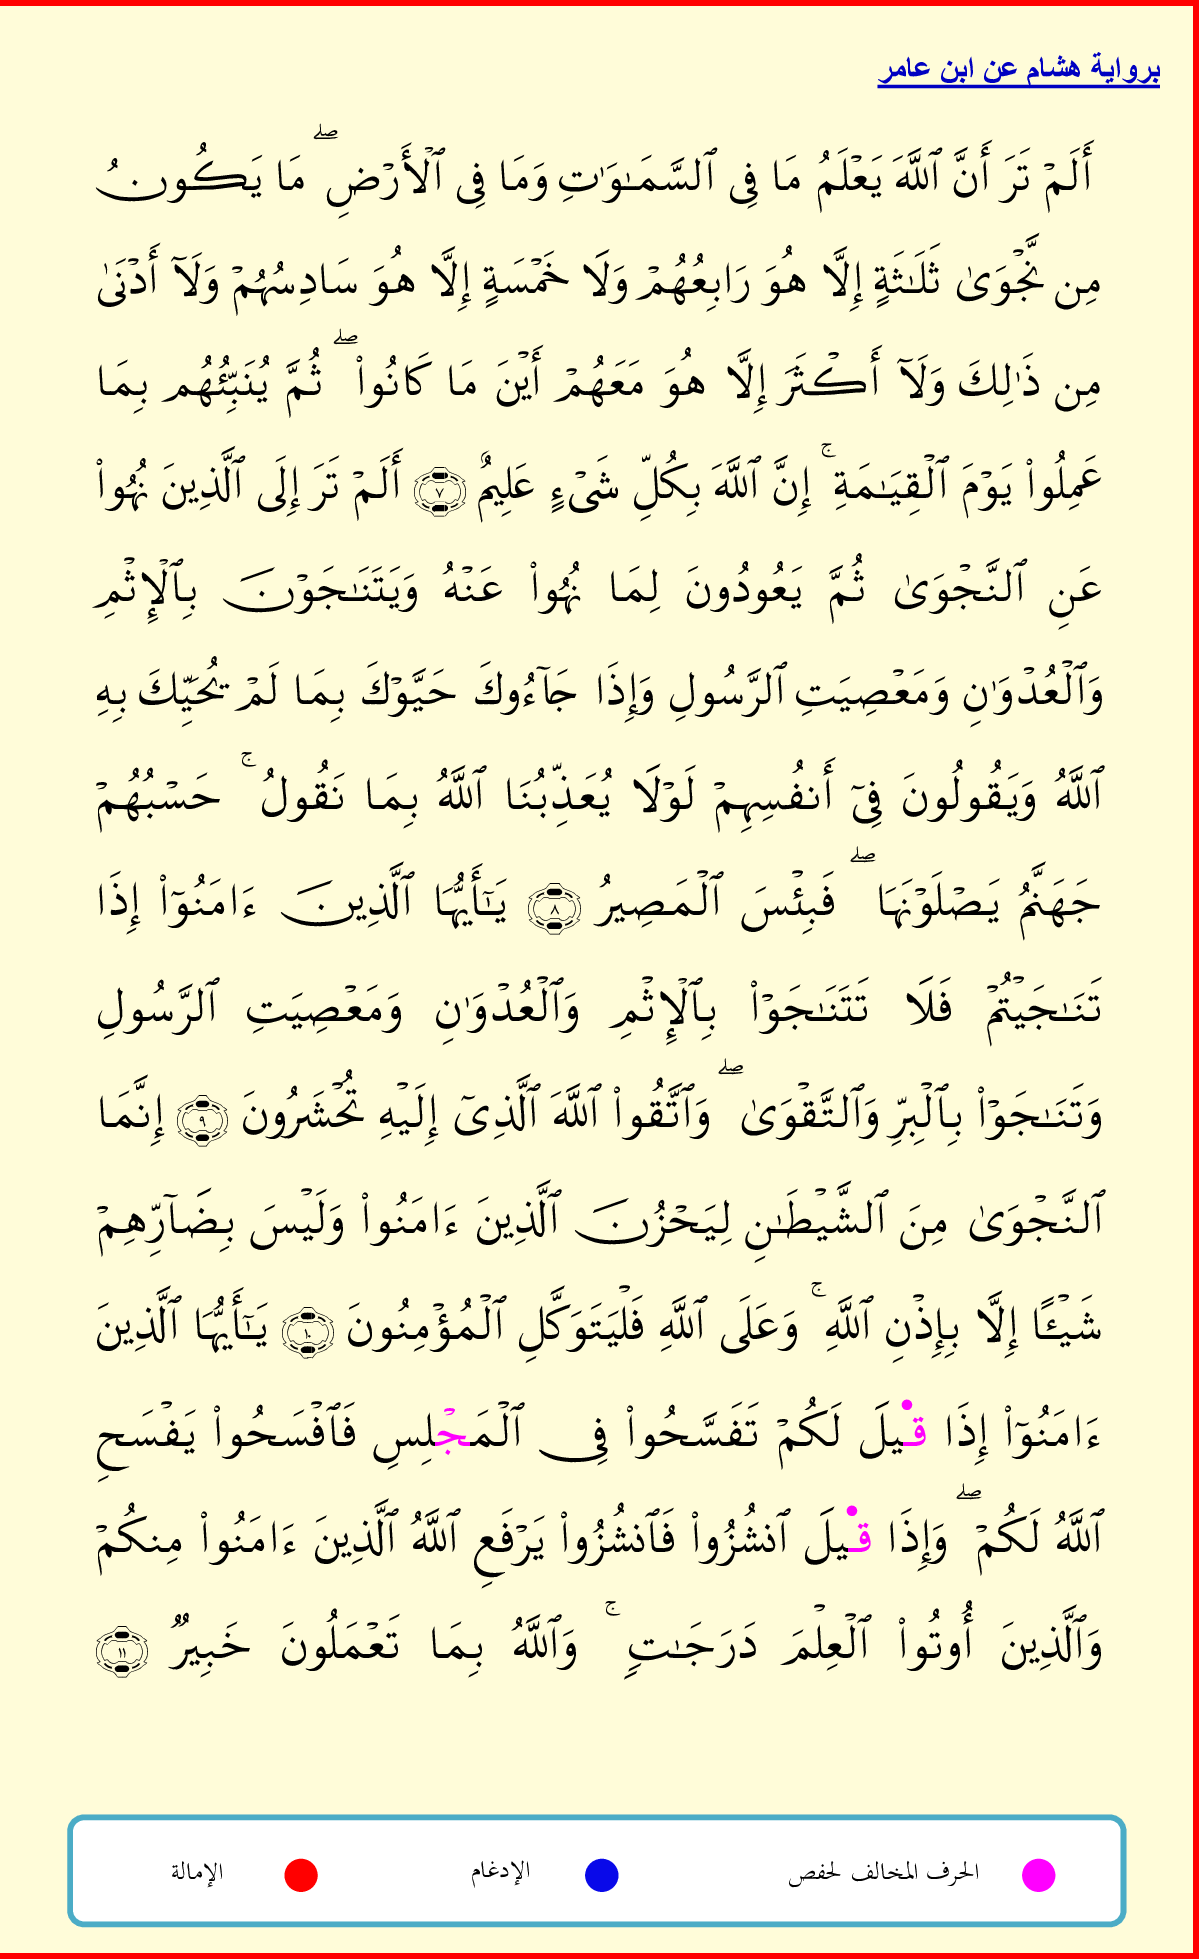 برواية هشام عن ابن عامر
أَلَمْ تَرَ أَنَّ ٱللَّهَ يَعْلَمُ مَا فِى ٱلسَّمَـٰوَٰتِ وَمَا فِى ٱلْأَرْضِ ۖ مَا يَكُونُ
مِن نَّجْوَىٰ ثَلَـٰثَةٍ إِلَّا هُوَ رَابِعُهُمْ وَلَا خَمْسَةٍ إِلَّا هُوَ سَادِسُهُمْ وَلَآ أَدْنَىٰ
مِن ذَٰلِكَ وَلَآ أَكْثَرَ إِلَّا هُوَ مَعَهُمْ أَيْنَ مَا كَانُوا۟ ۖ ثُمَّ يُنَبِّئُهُم بِمَا
عَمِلُوا۟ يَوْمَ ٱلْقِيَـٰمَةِ ۚ إِنَّ ٱللَّهَ بِكُلِّ شَىْءٍ عَلِيمٌ ٧ أَلَمْ تَرَ إِلَى ٱلَّذِينَ نُهُوا۟
عَنِ ٱلنَّجْوَىٰ ثُمَّ يَعُودُونَ لِمَا نُهُوا۟ عَنْهُ وَيَتَنَـٰجَوْنَ بِٱلْإِثْمِ
وَٱلْعُدْوَٰنِ وَمَعْصِيَتِ ٱلرَّسُولِ وَإِذَا جَآءُوكَ حَيَّوْكَ بِمَا لَمْ يُحَيِّكَ بِهِ
ٱللَّهُ وَيَقُولُونَ فِىٓ أَنفُسِهِمْ لَوْلَا يُعَذِّبُنَا ٱللَّهُ بِمَا نَقُولُ ۚ حَسْبُهُمْ
جَهَنَّمُ يَصْلَوْنَهَا ۖ فَبِئْسَ ٱلْمَصِيرُ ٨ يَـٰٓأَيُّهَا ٱلَّذِينَ ءَامَنُوٓا۟ إِذَا
تَنَـٰجَيْتُمْ فَلَا تَتَنَـٰجَوْا۟ بِٱلْإِثْمِ وَٱلْعُدْوَٰنِ وَمَعْصِيَتِ ٱلرَّسُولِ
وَتَنَـٰجَوْا۟ بِٱلْبِرِّ وَٱلتَّقْوَىٰ ۖ وَٱتَّقُوا۟ ٱللَّهَ ٱلَّذِىٓ إِلَيْهِ تُحْشَرُونَ ٩ إِنَّمَا
ٱلنَّجْوَىٰ مِنَ ٱلشَّيْطَـٰنِ لِيَحْزُنَ ٱلَّذِينَ ءَامَنُوا۟ وَلَيْسَ بِضَآرِّهِمْ
شَيْـًٔا إِلَّا بِإِذْنِ ٱللَّهِ ۚ وَعَلَى ٱللَّهِ فَلْيَتَوَكَّلِ ٱلْمُؤْمِنُونَ ١٠ يَـٰٓأَيُّهَا ٱلَّذِينَ
ءَامَنُوٓا۟ إِذَا قِيلَ لَكُمْ تَفَسَّحُوا۟ فِى ٱلْمَجْلِسِ فَٱفْسَحُوا۟ يَفْسَحِ
ٱللَّهُ لَكُمْ ۖ وَإِذَا قِيلَ ٱنشُزُوا۟ فَٱنشُزُوا۟ يَرْفَعِ ٱللَّهُ ٱلَّذِينَ ءَامَنُوا۟ مِنكُمْ
وَٱلَّذِينَ أُوتُوا۟ ٱلْعِلْمَ دَرَجَـٰتٍ ۚ وَٱللَّهُ بِمَا تَعْمَلُونَ خَبِيرٌ ١١
الحرف المخالف لحفص الإدغام الإمالة